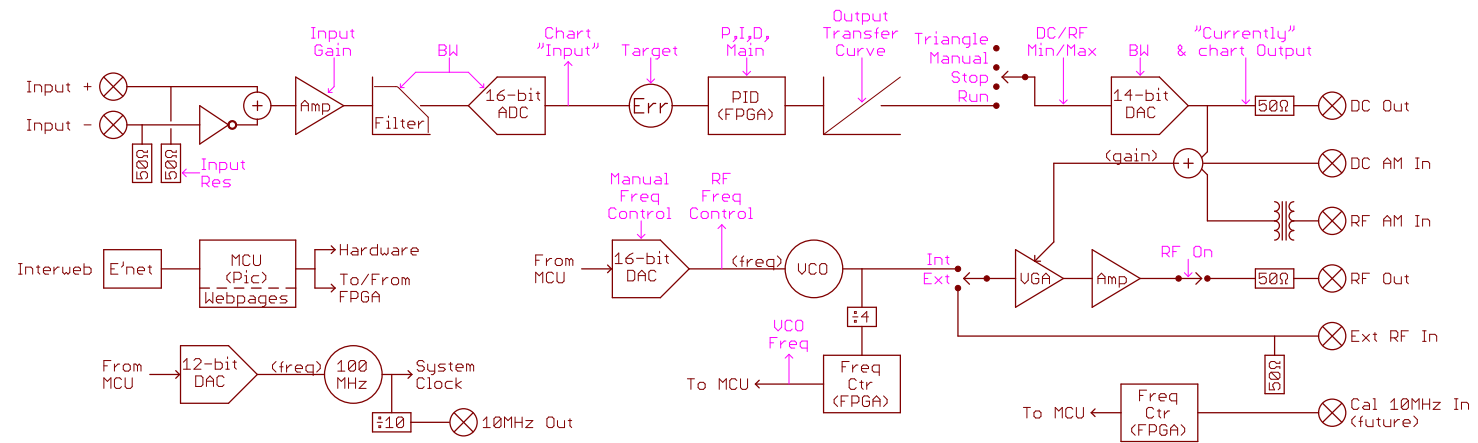 Input +
Input -
50Ω
50Ω
Input
Res
+
Input
Gain
Amp
BW
Filter
16-bit
ADC
Chart
"Input"
Target
Err
P,I,D,
Main
PID
(FPGA)
Output
Transfer
Curve
Triangle
Manual
Stop
Run
DC/RF
Min/Max
BW
14-bit
DAC
"Currently"
& chart Output
50Ω
DC Out
(gain)
+
DC AM In
RF AM In
Interweb
E'net
MCU
(Pic)
Webpages
Hardware
To/From
FPGA
From
MCU
Manual
Freq
Control
16-bit
DAC
RF
Freq
Control
(freq)
VCO
Int
Ext
VGA
Amp
RF On
50Ω
RF Out
÷4
VCO
Freq
To MCU
Freq
Ctr
(FPGA)
Ext RF In
50Ω
From
MCU
12-bit
DAC
(freq)
100
MHz
System
Clock
÷10
10MHz Out
To MCU
Freq
Ctr
(FPGA)
Cal 10MHz In
(future)